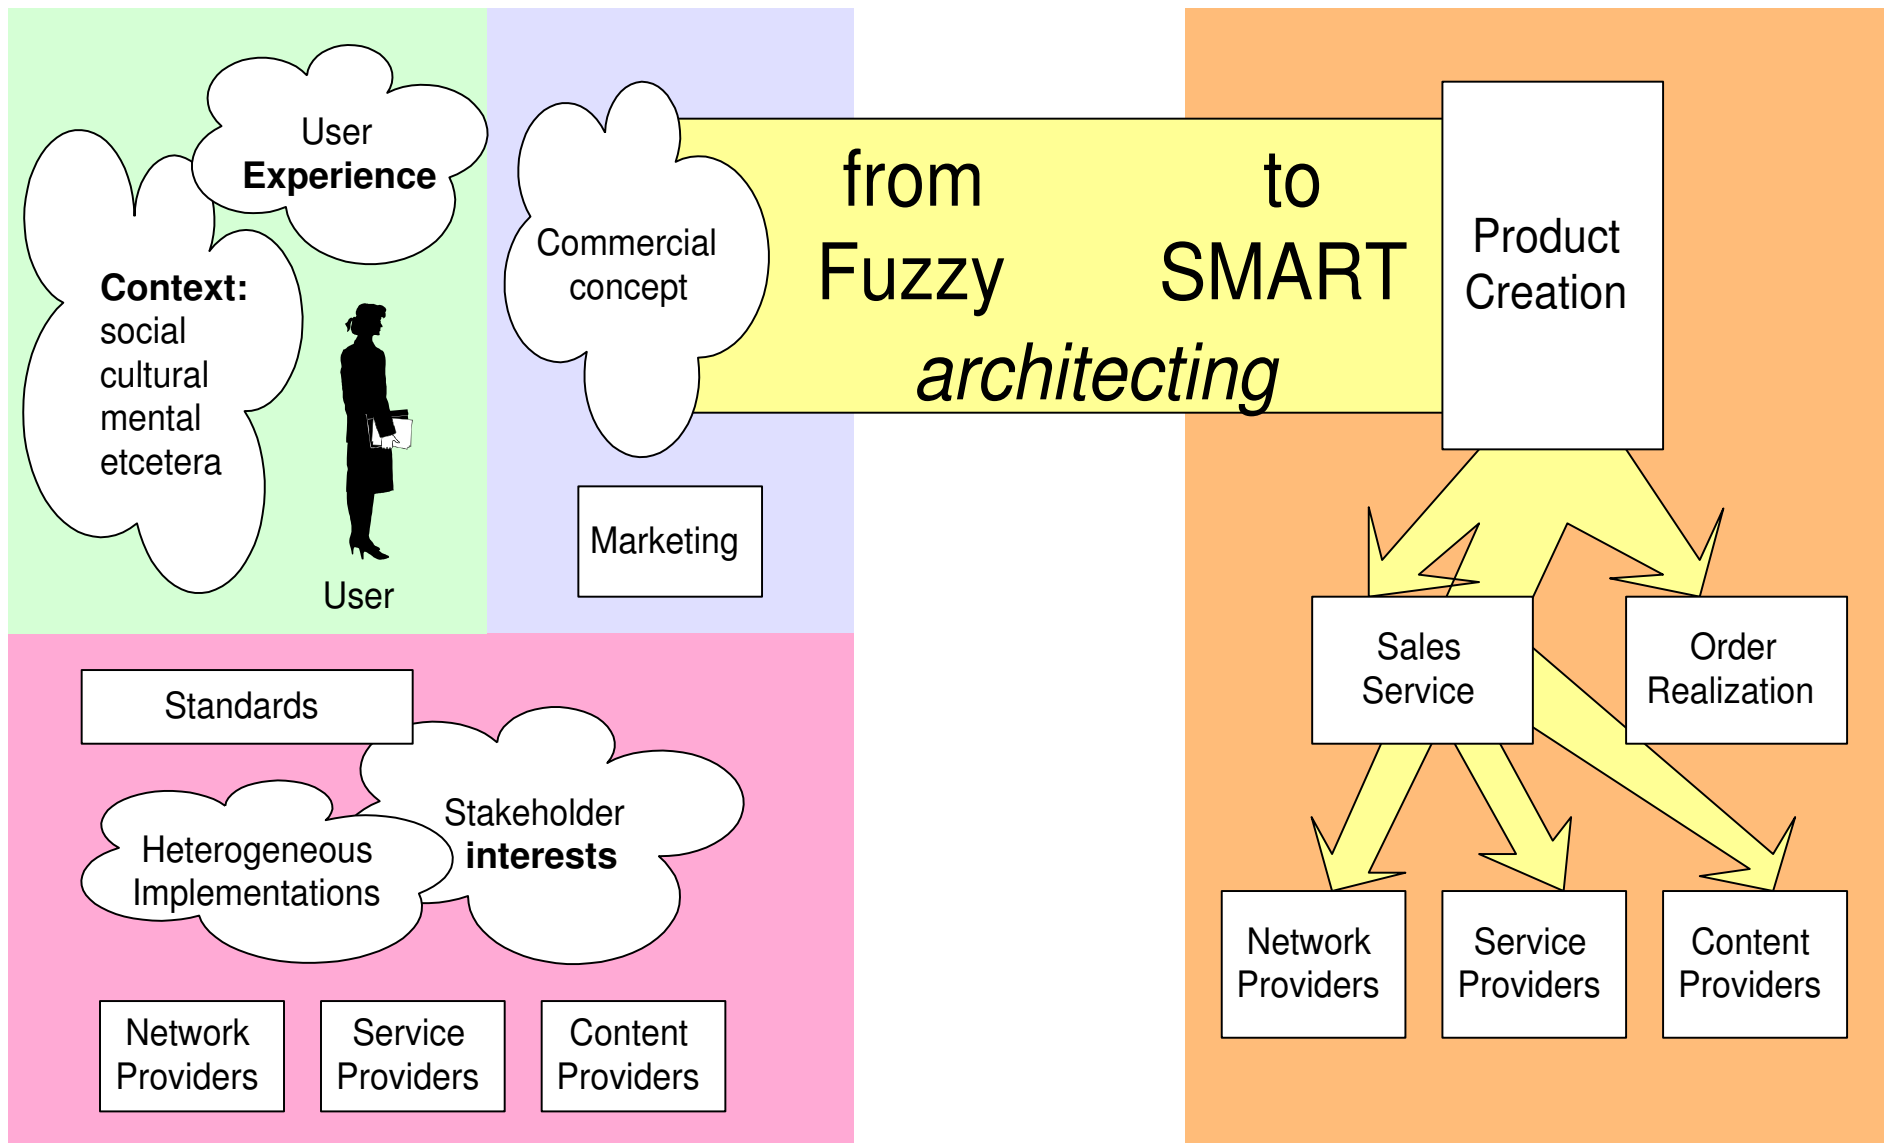 User
Experience
Context:
social
cultural
mental
etcetera
User
Commercial
concept
Marketing
from
Fuzzy
to
SMART
architecting
Product
Creation
Sales
Service
Order
Realization
Network
Providers
Service
Providers
Content
Providers
Standards
Stakeholder
interests
Heterogeneous
Implementations
Network
Providers
Service
Providers
Content
Providers